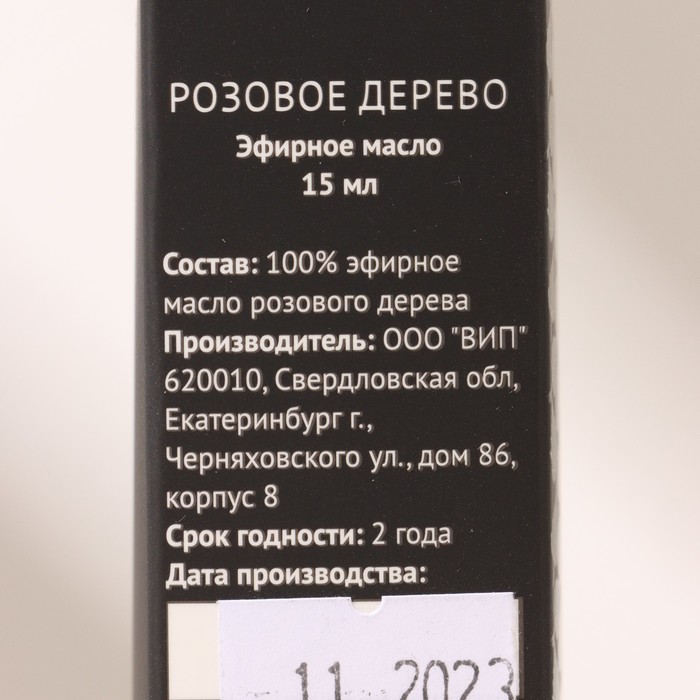 РОЗОВОЕ ДЕРЕВО
Эфирное масло
15 мл
Состав: 100% эфирное
масло розового дерева
Производитель: ООО "ВИП"
620010, Свердловская обл,
Екатеринбург г.,
Черняховского ул., дом 86,
корпус 8
Срок годности: 2 года
Дата производства:
11 2023